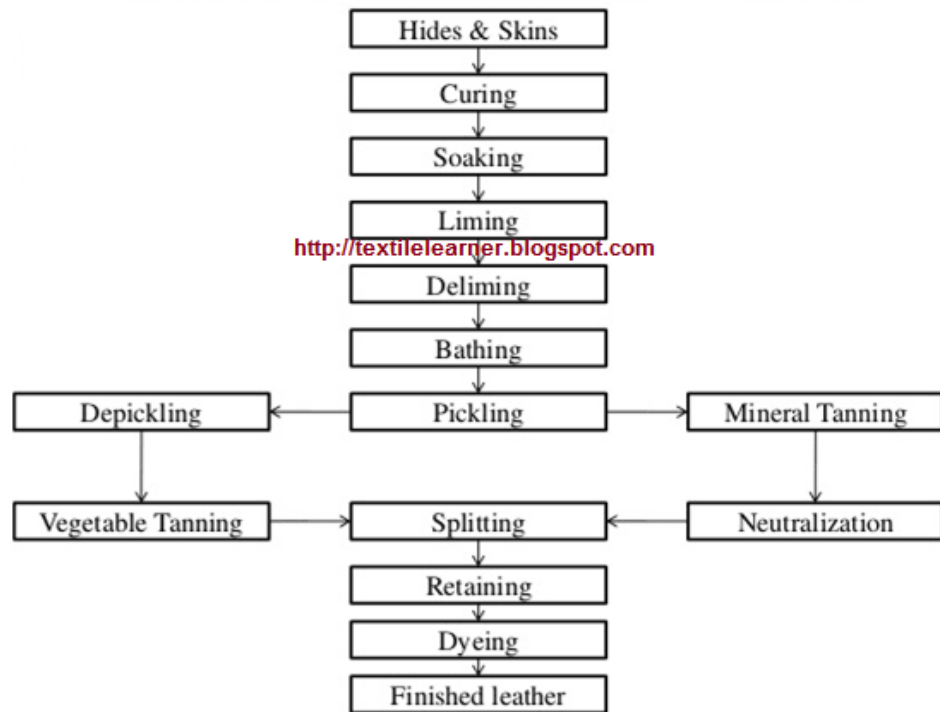 Hides & Skins
Curing
Soaking
Liming
http://textilelearner.blogspot.com
Deliming
Bathing
Depickling
Pickling
Mineral Tanning
Vegetable Tanning
Splitting
Neutralization
Retaining
Dyeing
Finished leather